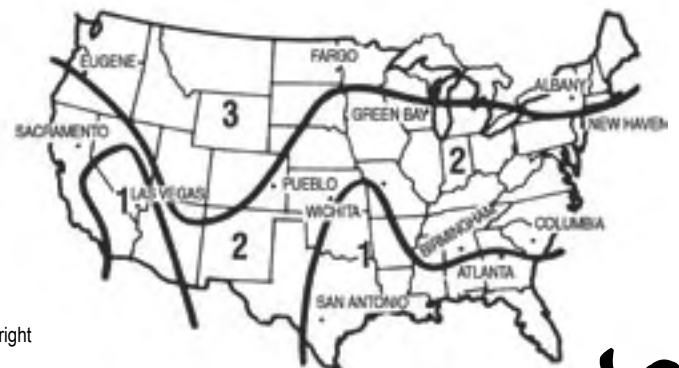 FARGO
EUGENE
ALBANY
3
GREEN BAY
NEW HAVEN
SACRAMENTO
2
1
LAS VEGAS
PUEBLO
WICHITA
BIRMINGHAM
COLUMBIA
2
1
ATLANTA
SAN ANTONIO
right